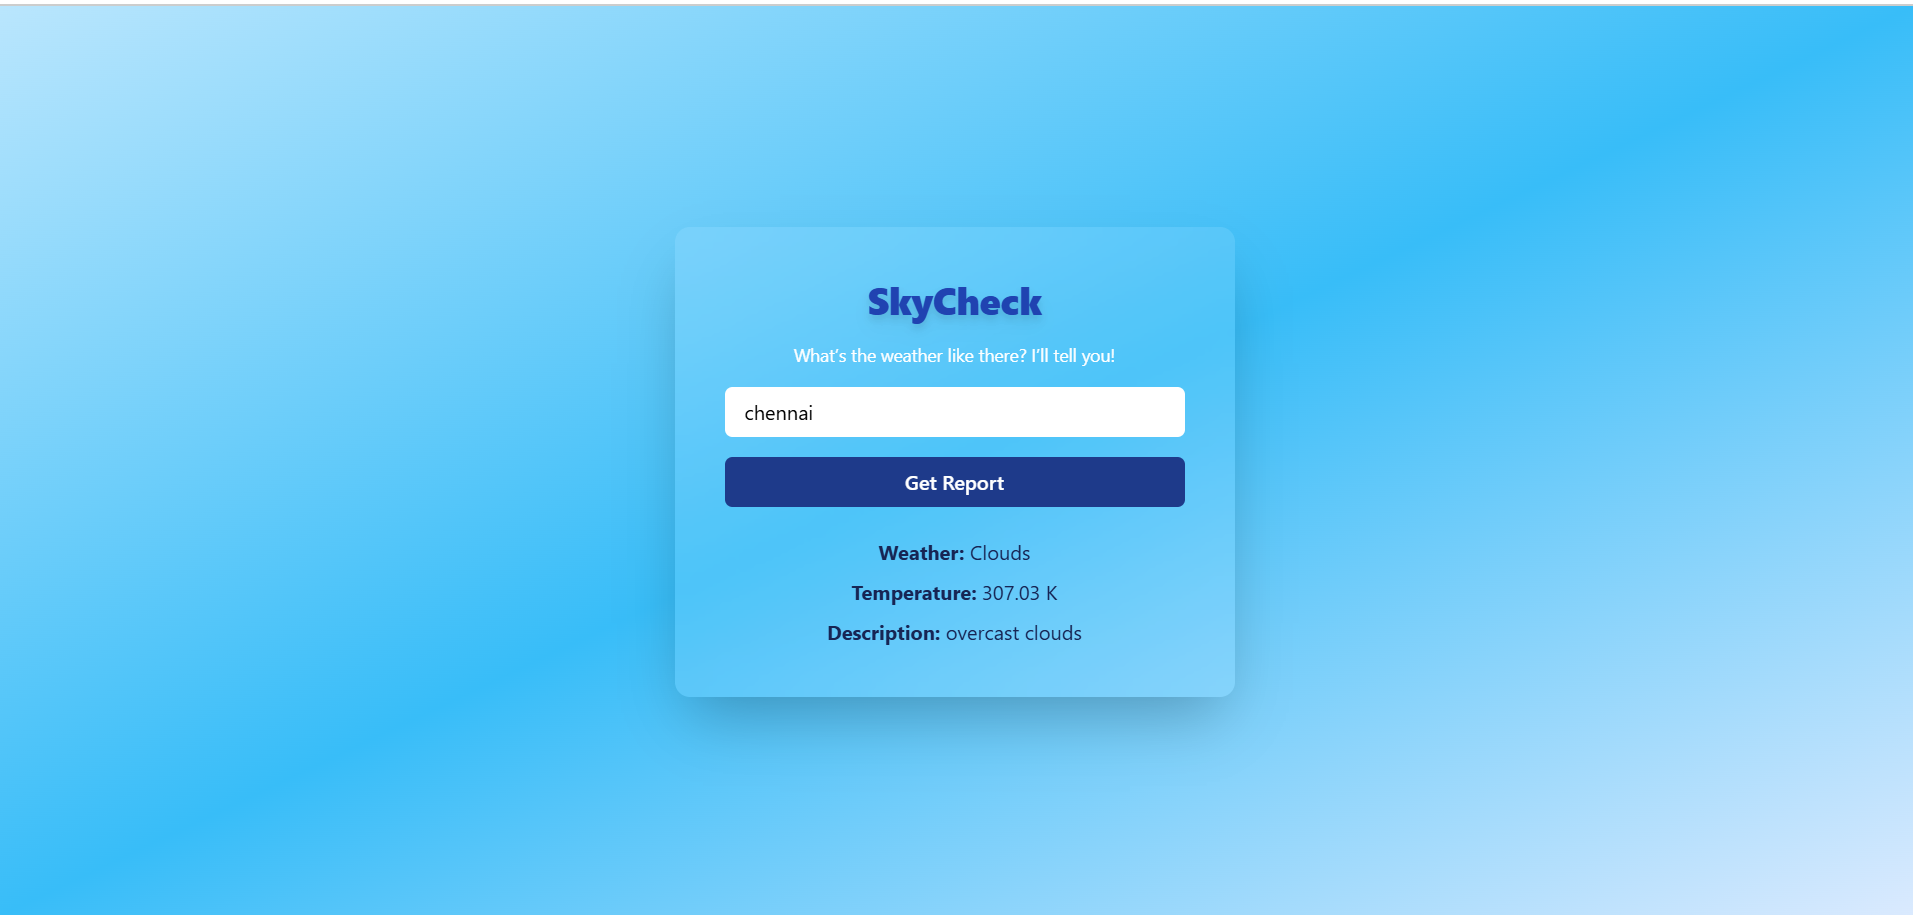 SkyCheck
What’s the weather like there? I’ll tell you!
chennai
Get Report
Weather: Clouds
Temperature: 307.03 K
Description: overcast clouds